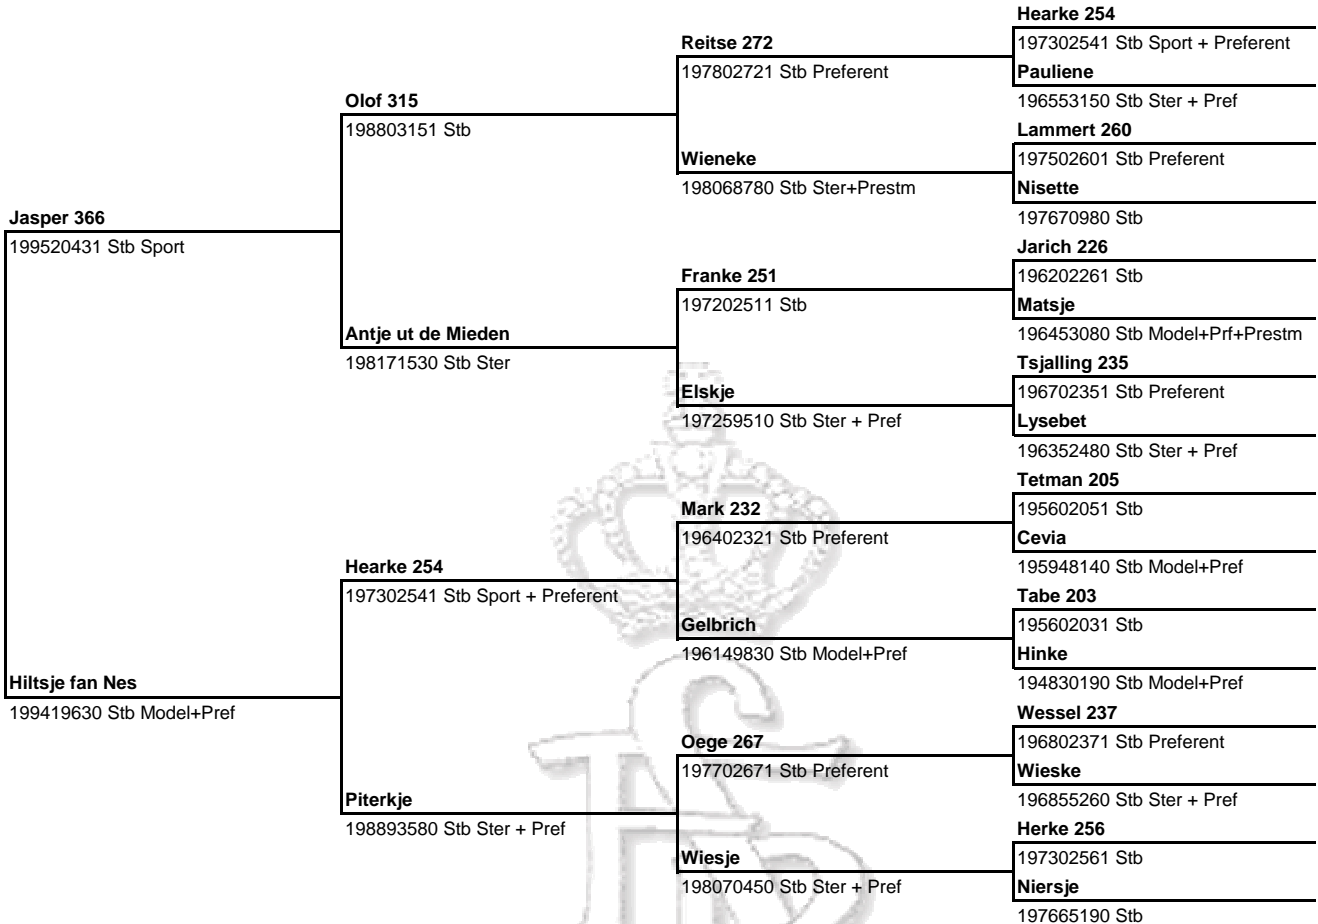 Hearke 254
Reitse 272
197302541 Stb Sport + Preferent
197802721 Stb Preferent
Pauliene
Olof 315
196553150 Stb Ster + Pref
198803151 Stb
Lammert 260
Wieneke
197502601 Stb Preferent
198068780 Stb Ster+Prestm
Nisette
Jasper 366
197670980 Stb
199520431 Stb Sport
Jarich 226
Franke 251
196202261 Stb
197202511 Stb
Matsje
Antje ut de Mieden
196453080 Stb Model+Prf+Prestm
198171530 Stb Ster
Tsjalling 235
Elskje
196702351 Stb Preferent
197259510 Stb Ster + Pref
Lysebet
196352480 Stb Ster + Pref
Tetman 205
Mark 232
195602051 Stb
196402321 Stb Preferent
Cevia
Hearke 254
195948140 Stb Model+Pref
197302541 Stb Sport + Preferent
Tabe 203
Gelbrich
195602031 Stb
196149830 Stb Model+Pref
Hinke
Hiltsje fan Nes
194830190 Stb Model+Pref
199419630 Stb Model+Pref
Wessel 237
Oege 267
196802371 Stb Preferent
197702671 Stb Preferent
Wieske
Piterkje
196855260 Stb Ster + Pref
198893580 Stb Ster + Pref
Herke 256
Wiesje
197302561 Stb
198070450 Stb Ster + Pref
Niersje
197665190 Stb